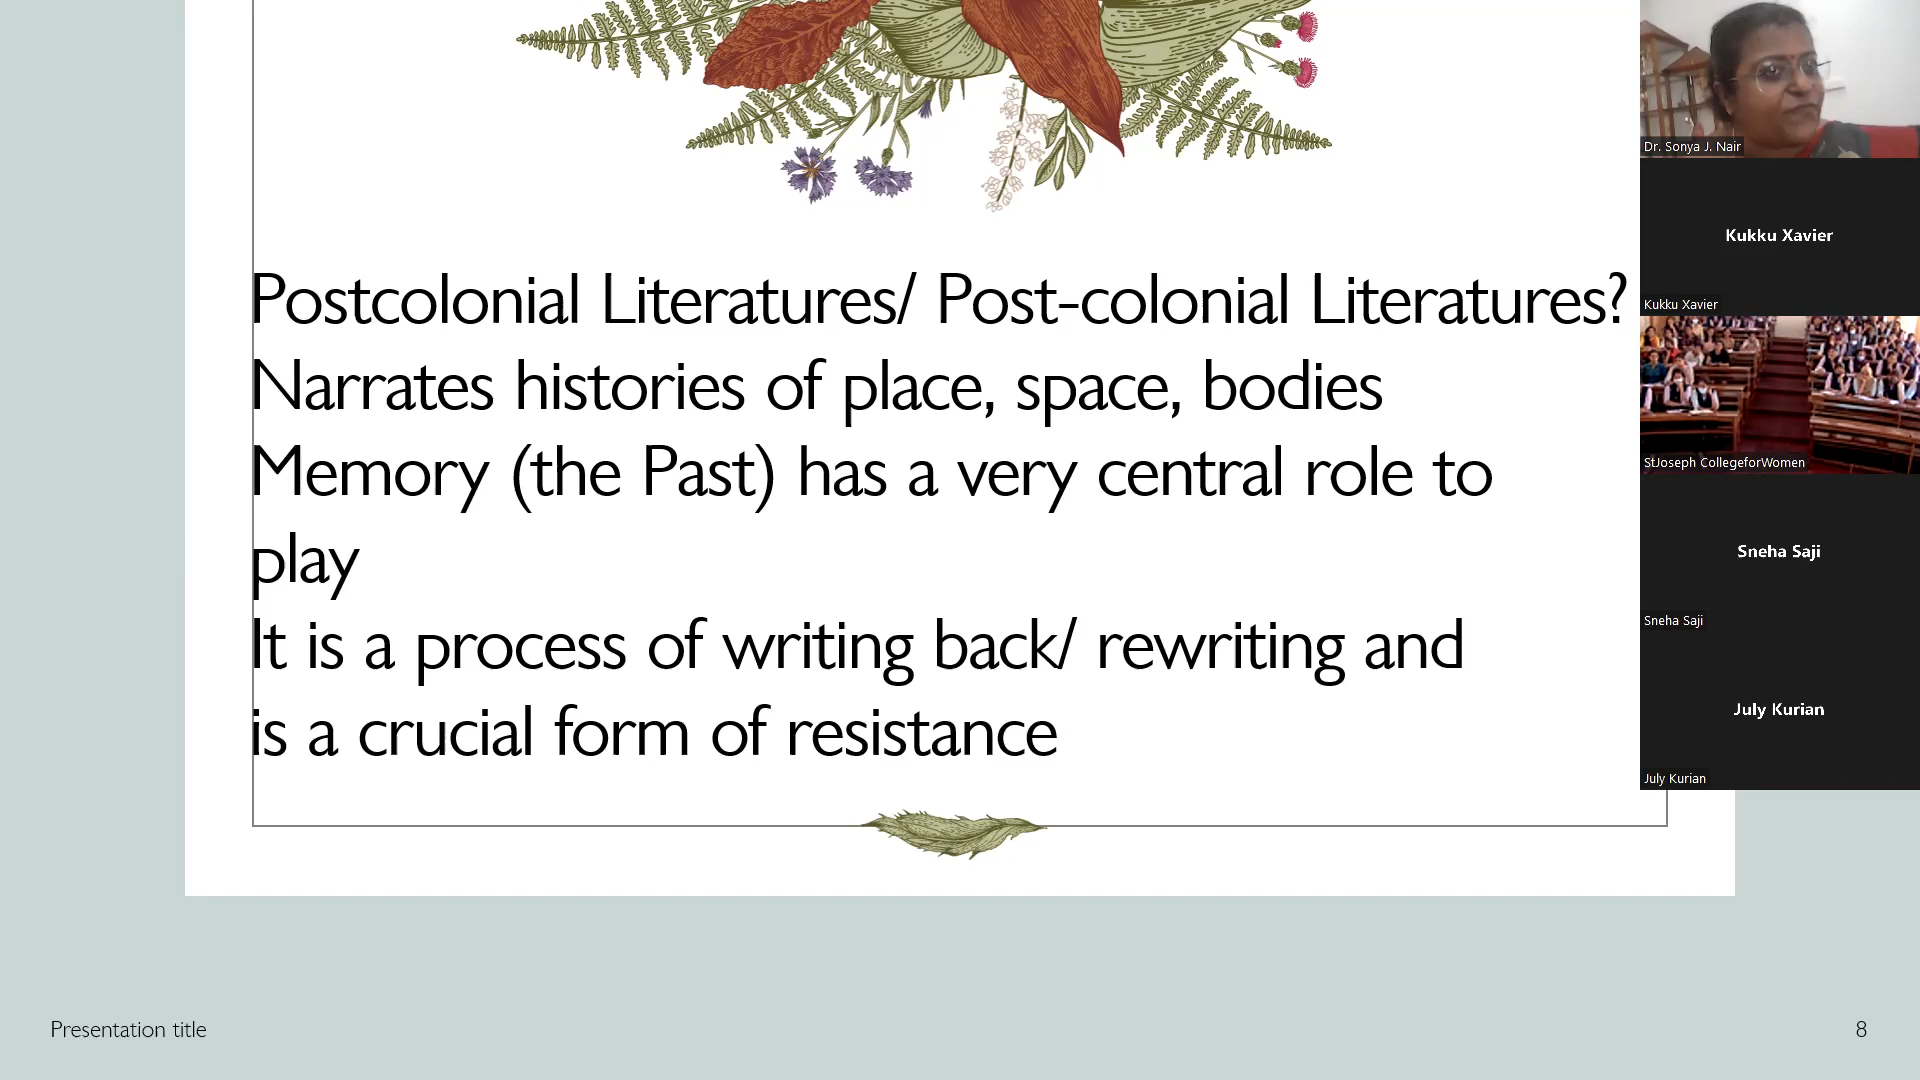 Postcolonial Literatures/ Post-colonial Literatures?
Narrates histories of place, space, bodies
Memory (the Past) has a very central role to
play
It is a process of writing back/ rewriting and
is a crucial form of resistance
Presentation title
8
Dr. Sonya J. Nair
Kukku Xavier
Kukku Xavier
StJoseph CollegeforWomen
Sneha Saji
Sneha Saji
July Kurian
July Kurian